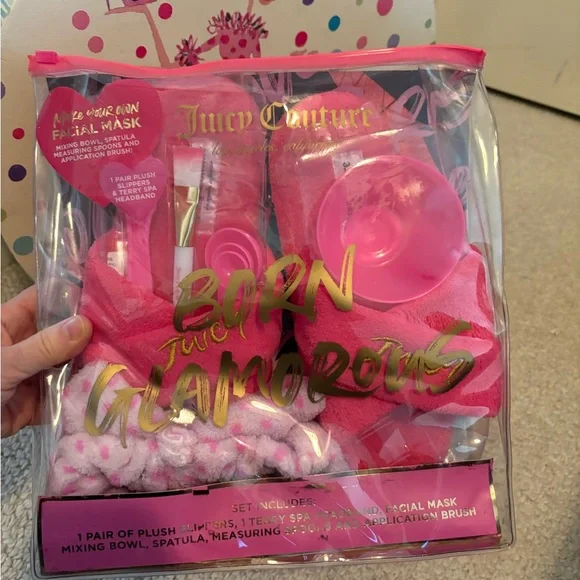 MAKE YOUR OWN
FACIAL MASK
MIXING BOWL, SPATULA
MEASURING SPOONS AND
APPLICATION BRUSH!
1 PAIR PLUSH
SLIPPERS
& TERRY SPA
HEADBAND
Juicy Couture
BORN
Juicy
GLAMOROUS
SET INCLUDES:
1 PAIR OF PLUSH SLIPPERS, 1 TERRY SPA HEADBAND, FACIAL MASK
MIXING BOWL, SPATULA, MEASURING SPOONS AND APPLICATION BRUSH